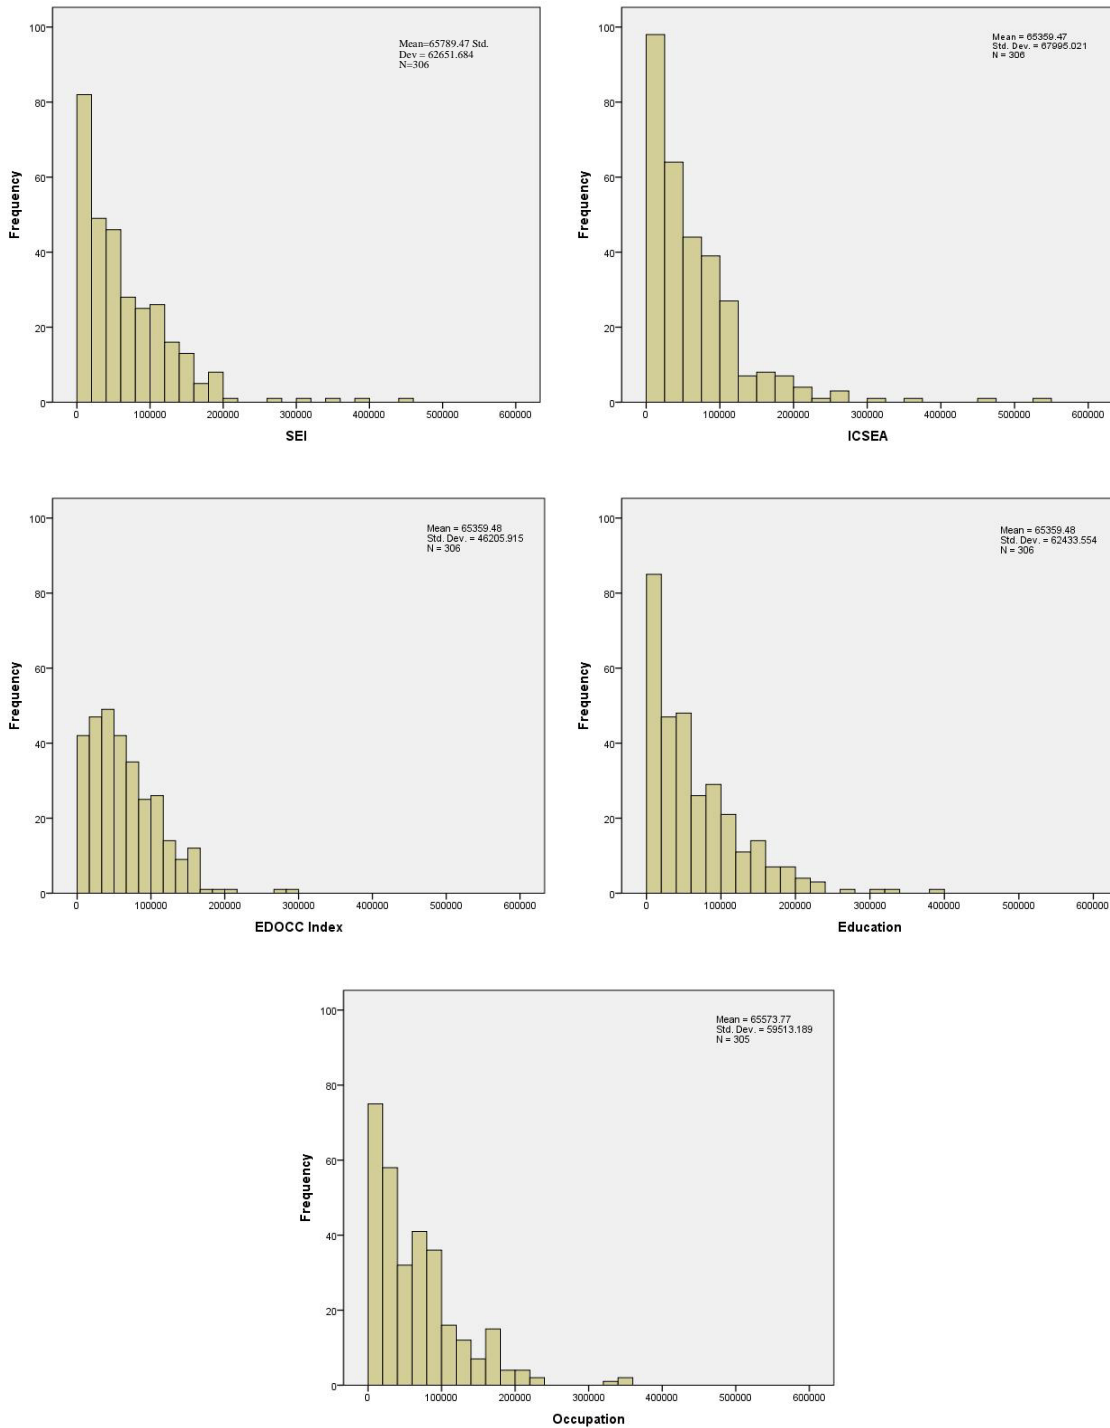 Mean=65789.47 Std.
Dev = 62651.684
N=306
100
80
60
40
20
0
Frequency
0 100000 200000 300000 400000 500000 600000
SEI
Mean = 65359.47
Std. Dev. = 67995.021
N = 306
100
80
60
40
20
0
Frequency
0 100000 200000 300000 400000 500000 600000
ICSEA
Mean = 65359.48
Std. Dev. = 46205.915
N = 306
100
80
60
40
20
0
Frequency
0 100000 200000 300000 400000 500000 600000
EDOCC Index
Mean = 65359.48
Std. Dev. = 62433.554
N = 306
100
80
60
40
20
0
Frequency
0 100000 200000 300000 400000 500000 600000
Education
Mean = 65573.77
Std. Dev. = 59513.189
N = 305
100
80
60
40
20
0
Frequency
0 100000 200000 300000 400000 500000 600000
Occupation